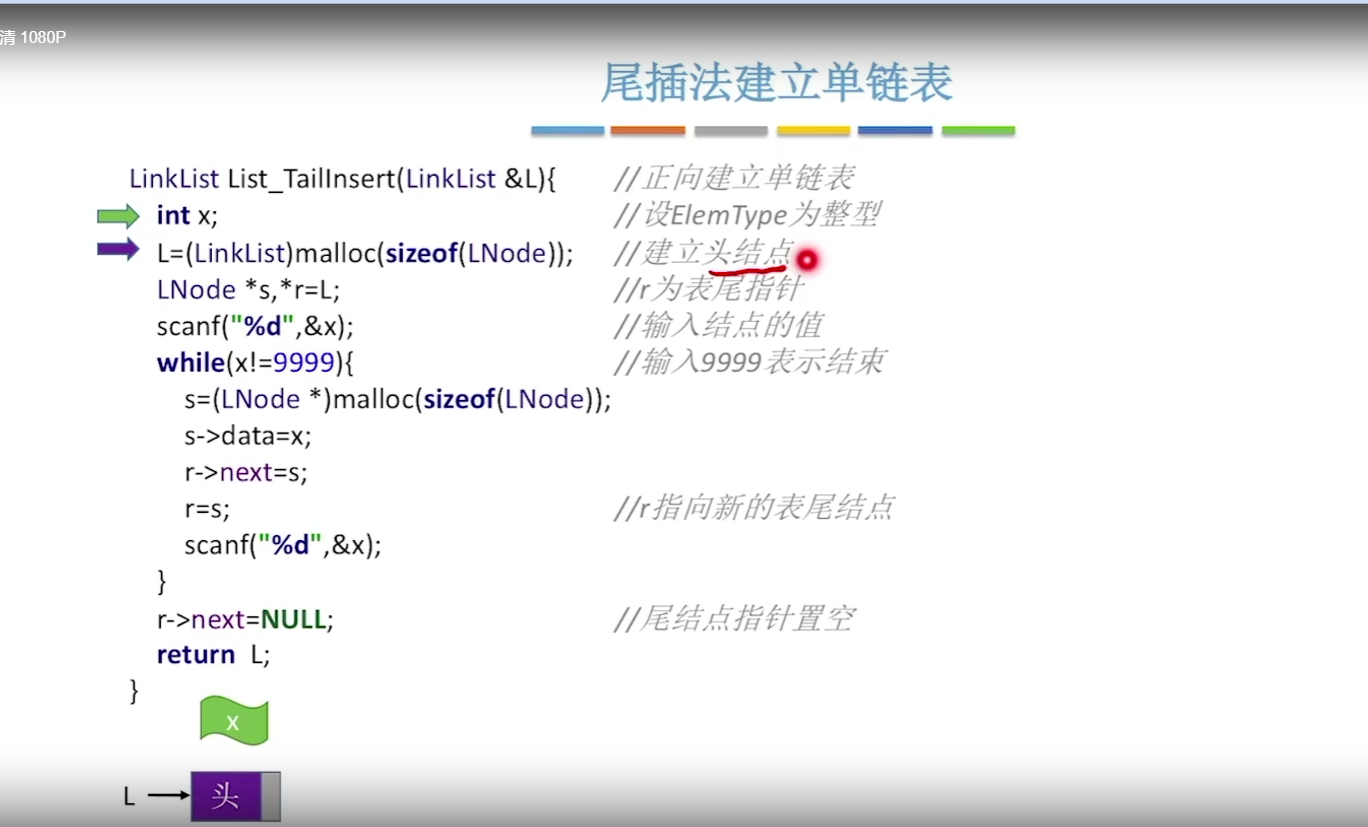 清 1080P
尾插法建立单链表
LinkList List_TailInsert(LinkList &L){ //正向建立单链表
int x; //设ElemType为整型
L=(LinkList)malloc(sizeof(LNode)); //建立头结点
LNode *s,*r=L; //r为表尾指针
scanf("%d",&x); //输入结点的值
while(x!=9999){ //输入9999表示结束
s=(LNode *)malloc(sizeof(LNode));
s->data=x;
r->next=s;
r=s; //r指向新的表尾结点
scanf("%d",&x);
}
r->next=NULL; //尾结点指针置空
return L;
}
x
L 头